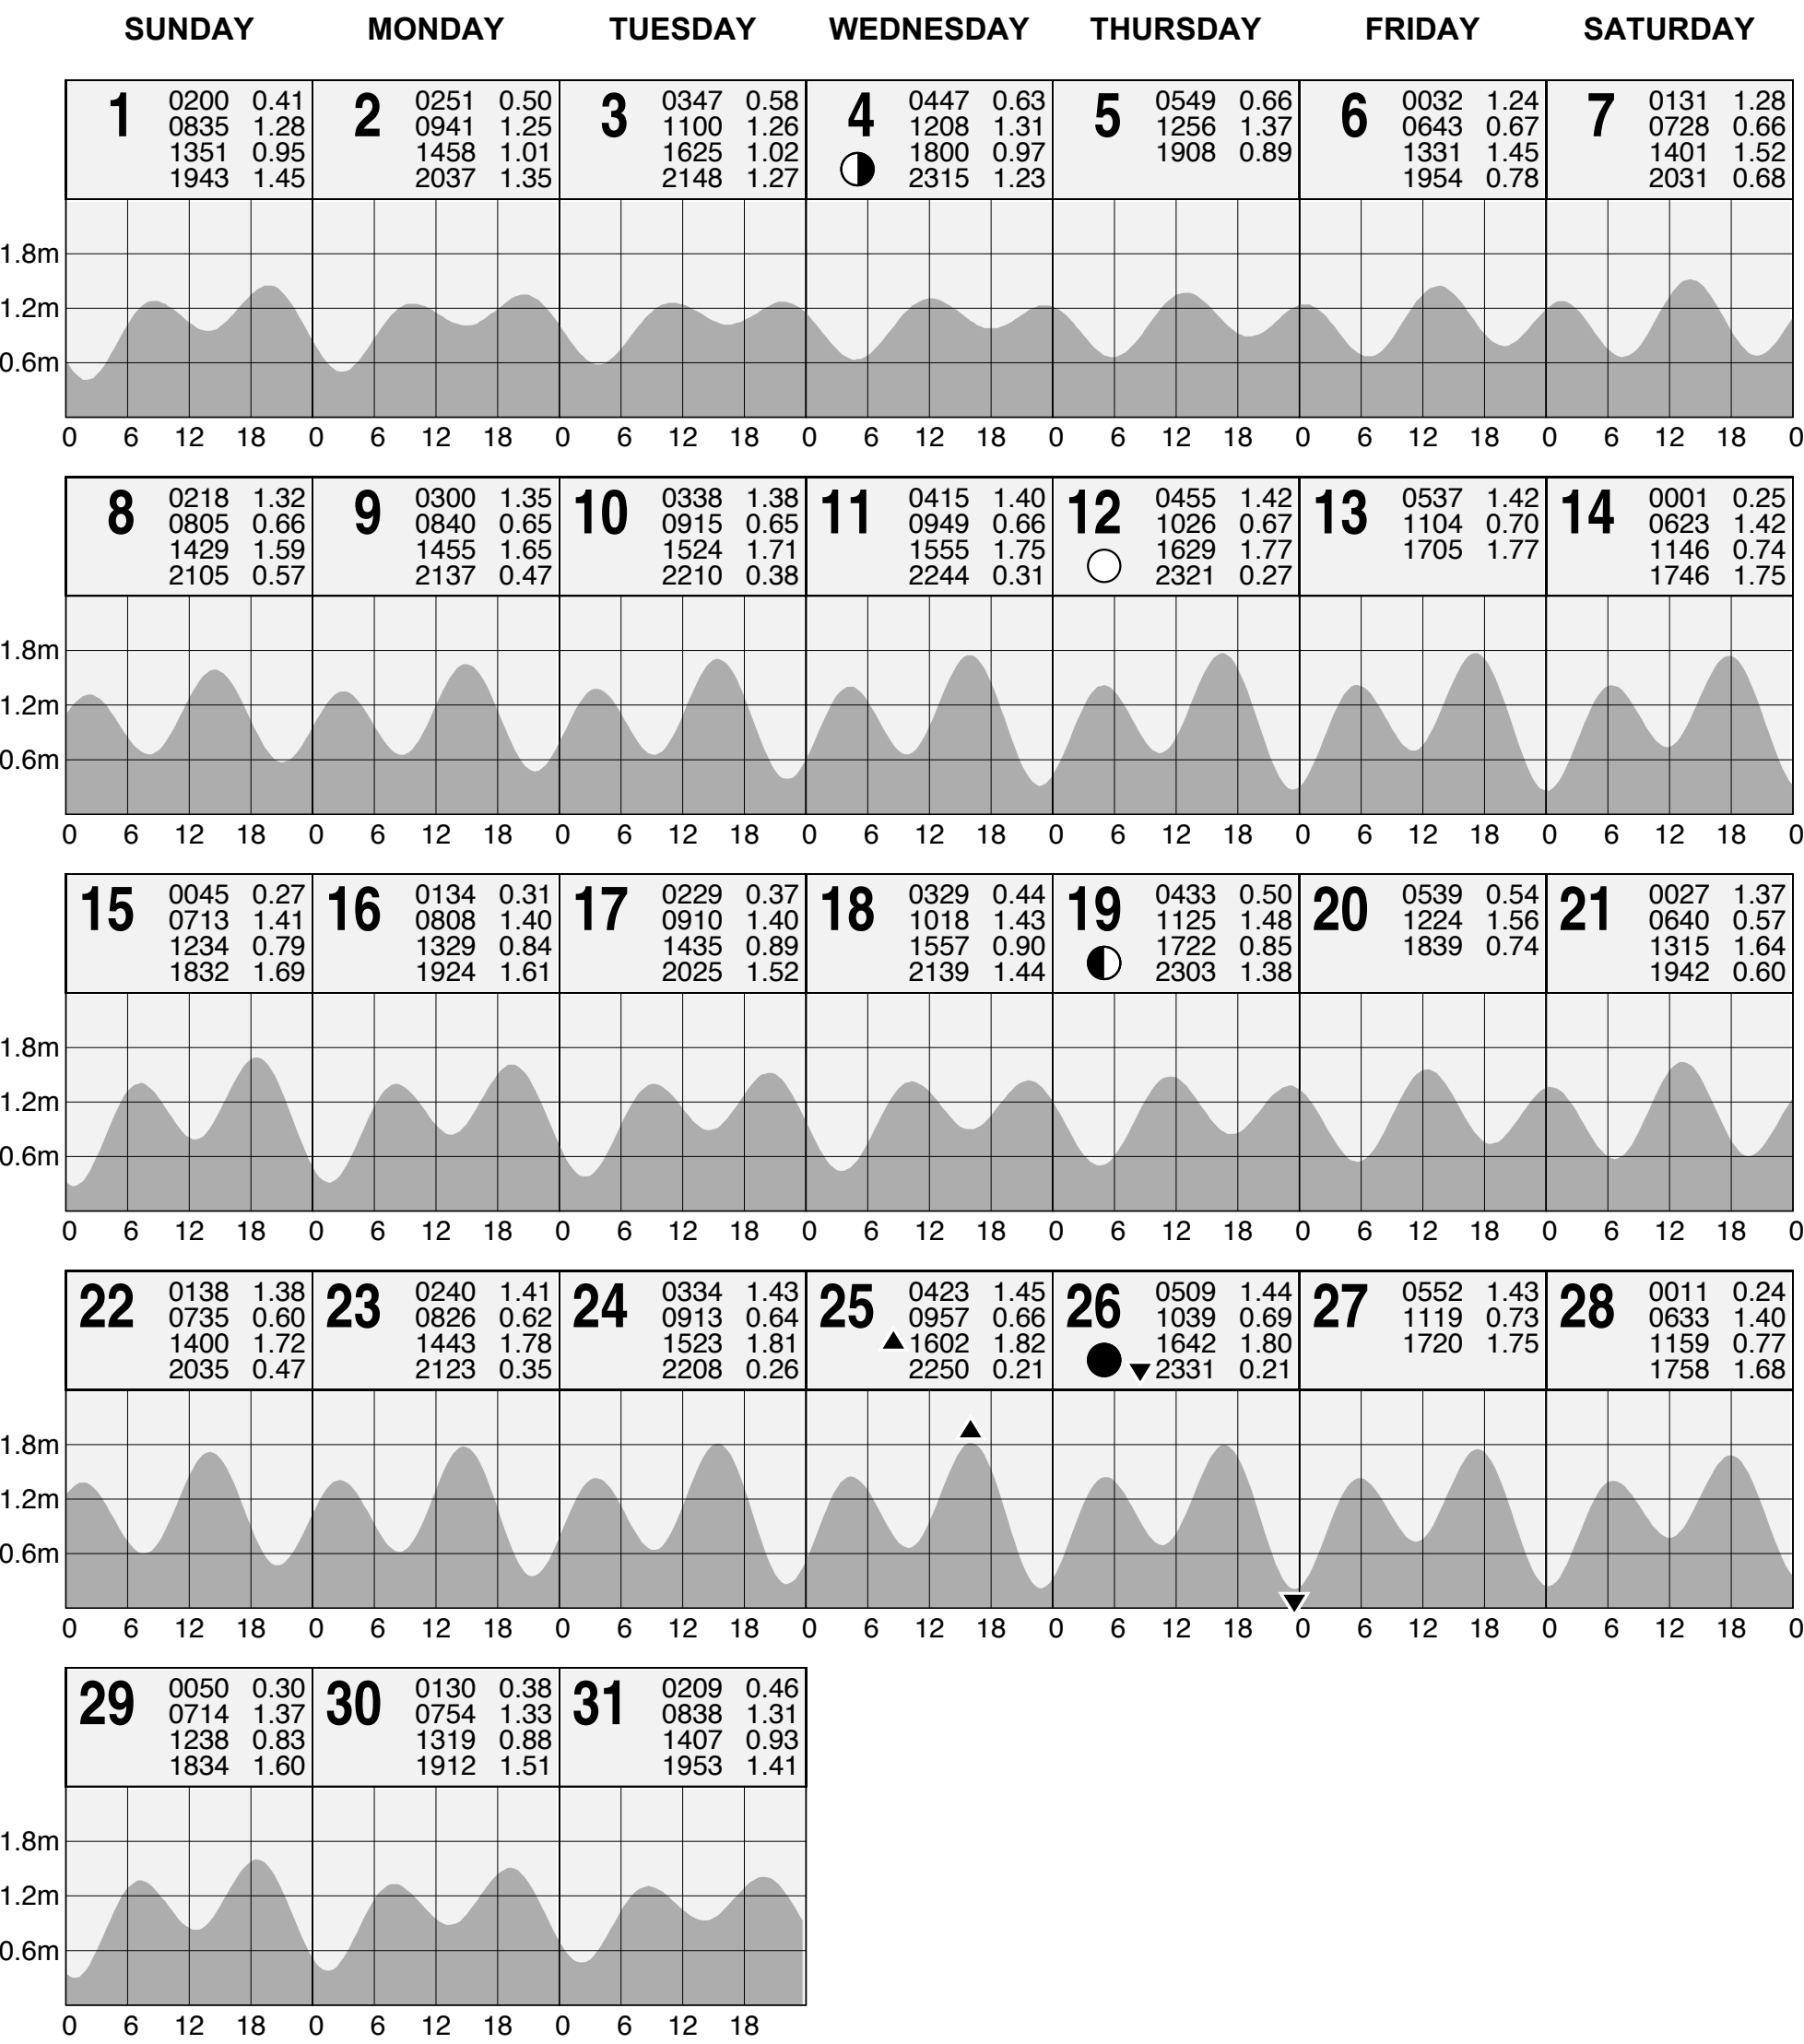 SUNDAY MONDAY TUESDAY WEDNESDAY THURSDAY FRIDAY SATURDAY
1 0200 0.41
0835 1.28
1351 0.95
1943 1.45
2 0251 0.50
0941 1.25
1458 1.01
2037 1.35
3 0347 0.58
1100 1.26
1625 1.02
2148 1.27
4 0447 0.63
1208 1.31
1800 0.97
2315 1.23
5 0549 0.66
1256 1.37
1908 0.89
6 0032 1.24
0643 0.67
1331 1.45
1954 0.78
7 0131 1.28
0728 0.66
1401 1.52
2031 0.68
1.8m
1.2m
0.6m
0 6 12 18 0 6 12 18 0 6 12 18 0 6 12 18 0 6 12 18 0 6 12 18 0 6 12 18 0
8 0218 1.32
0805 0.66
1429 1.59
2105 0.57
9 0300 1.35
0840 0.65
1455 1.65
2137 0.47
10 0338 1.38
0915 0.65
1524 1.71
2210 0.38
11 0415 1.40
0949 0.66
1555 1.75
2244 0.31
12 0455 1.42
1026 0.67
1629 1.77
2321 0.27
13 0537 1.42
1104 0.70
1705 1.77
14 0001 0.25
0623 1.42
1146 0.74
1746 1.75
1.8m
1.2m
0.6m
0 6 12 18 0 6 12 18 0 6 12 18 0 6 12 18 0 6 12 18 0 6 12 18 0 6 12 18 0
15 0045 0.27
0713 1.41
1234 0.79
1832 1.69
16 0134 0.31
0808 1.40
1329 0.84
1924 1.61
17 0229 0.37
0910 1.40
1435 0.89
2025 1.52
18 0329 0.44
1018 1.43
1557 0.90
2139 1.44
19 0433 0.50
1125 1.48
1722 0.85
2303 1.38
20 0539 0.54
1224 1.56
1839 0.74
21 0027 1.37
0640 0.57
1315 1.64
1942 0.60
1.8m
1.2m
0.6m
0 6 12 18 0 6 12 18 0 6 12 18 0 6 12 18 0 6 12 18 0 6 12 18 0 6 12 18 0
22 0138 1.38
0735 0.60
1400 1.72
2035 0.47
23 0240 1.41
0826 0.62
1443 1.78
2123 0.35
24 0334 1.43
0913 0.64
1523 1.81
2208 0.26
25 0423 1.45
0957 0.66
1602 1.82
2250 0.21
26 0509 1.44
1039 0.69
1642 1.80
2331 0.21
27 0552 1.43
1119 0.73
1720 1.75
28 0011 0.24
0633 1.40
1159 0.77
1758 1.68
1.8m
1.2m
0.6m
0 6 12 18 0 6 12 18 0 6 12 18 0 6 12 18 0 6 12 18 0 6 12 18 0 6 12 18 0
29 0050 0.30
0714 1.37
1238 0.83
1834 1.60
30 0130 0.38
0754 1.33
1319 0.88
1912 1.51
31 0209 0.46
0838 1.31
1407 0.93
1953 1.41
1.8m
1.2m
0.6m
0 6 12 18 0 6 12 18 0 6 12 18